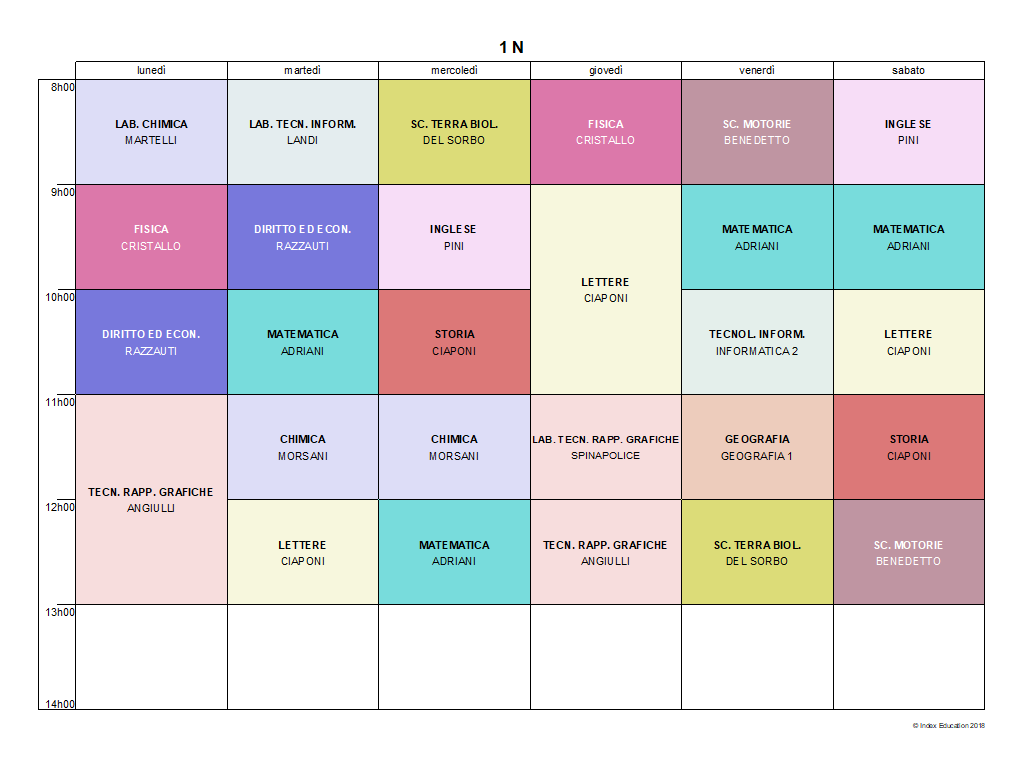 1 N
lunedì martedì mercoledì giovedì venerdì sabato
8h00
LAB. CHIMICA LAB. TECN. INFORM. SC. TERRA BIOL. FISICA SC. MOTORIE INGLESE
MARTELLI LANDI DEL SORBO CRISTALLO BENEDETTO PINI
9h00
FISICA DIRITTO ED ECON. INGLESE MATEMATICA MATEMATICA
CRISTALLO RAZZAUTI PINI ADRIANI ADRIANI
LETTERE
CIAPONI
10h00
DIRITTO ED ECON. MATEMATICA STORIA TECNOL. INFORM. LETTERE
RAZZAUTI ADRIANI CIAPONI INFORMATICA 2 CIAPONI
11h00
CHIMICA CHIMICA LAB. TECN. RAPP. GRAFICHE GEOGRAFIA STORIA
MORSANI MORSANI SPINAPOLICE GEOGRAFIA 1 CIAPONI
TECN. RAPP. GRAFICHE
ANGIULLI
12h00
LETTERE MATEMATICA TECN. RAPP. GRAFICHE SC. TERRA BIOL. SC. MOTORIE
CIAPONI ADRIANI ANGIULLI DEL SORBO BENEDETTO
13h00
14h00
© Index Education 2018